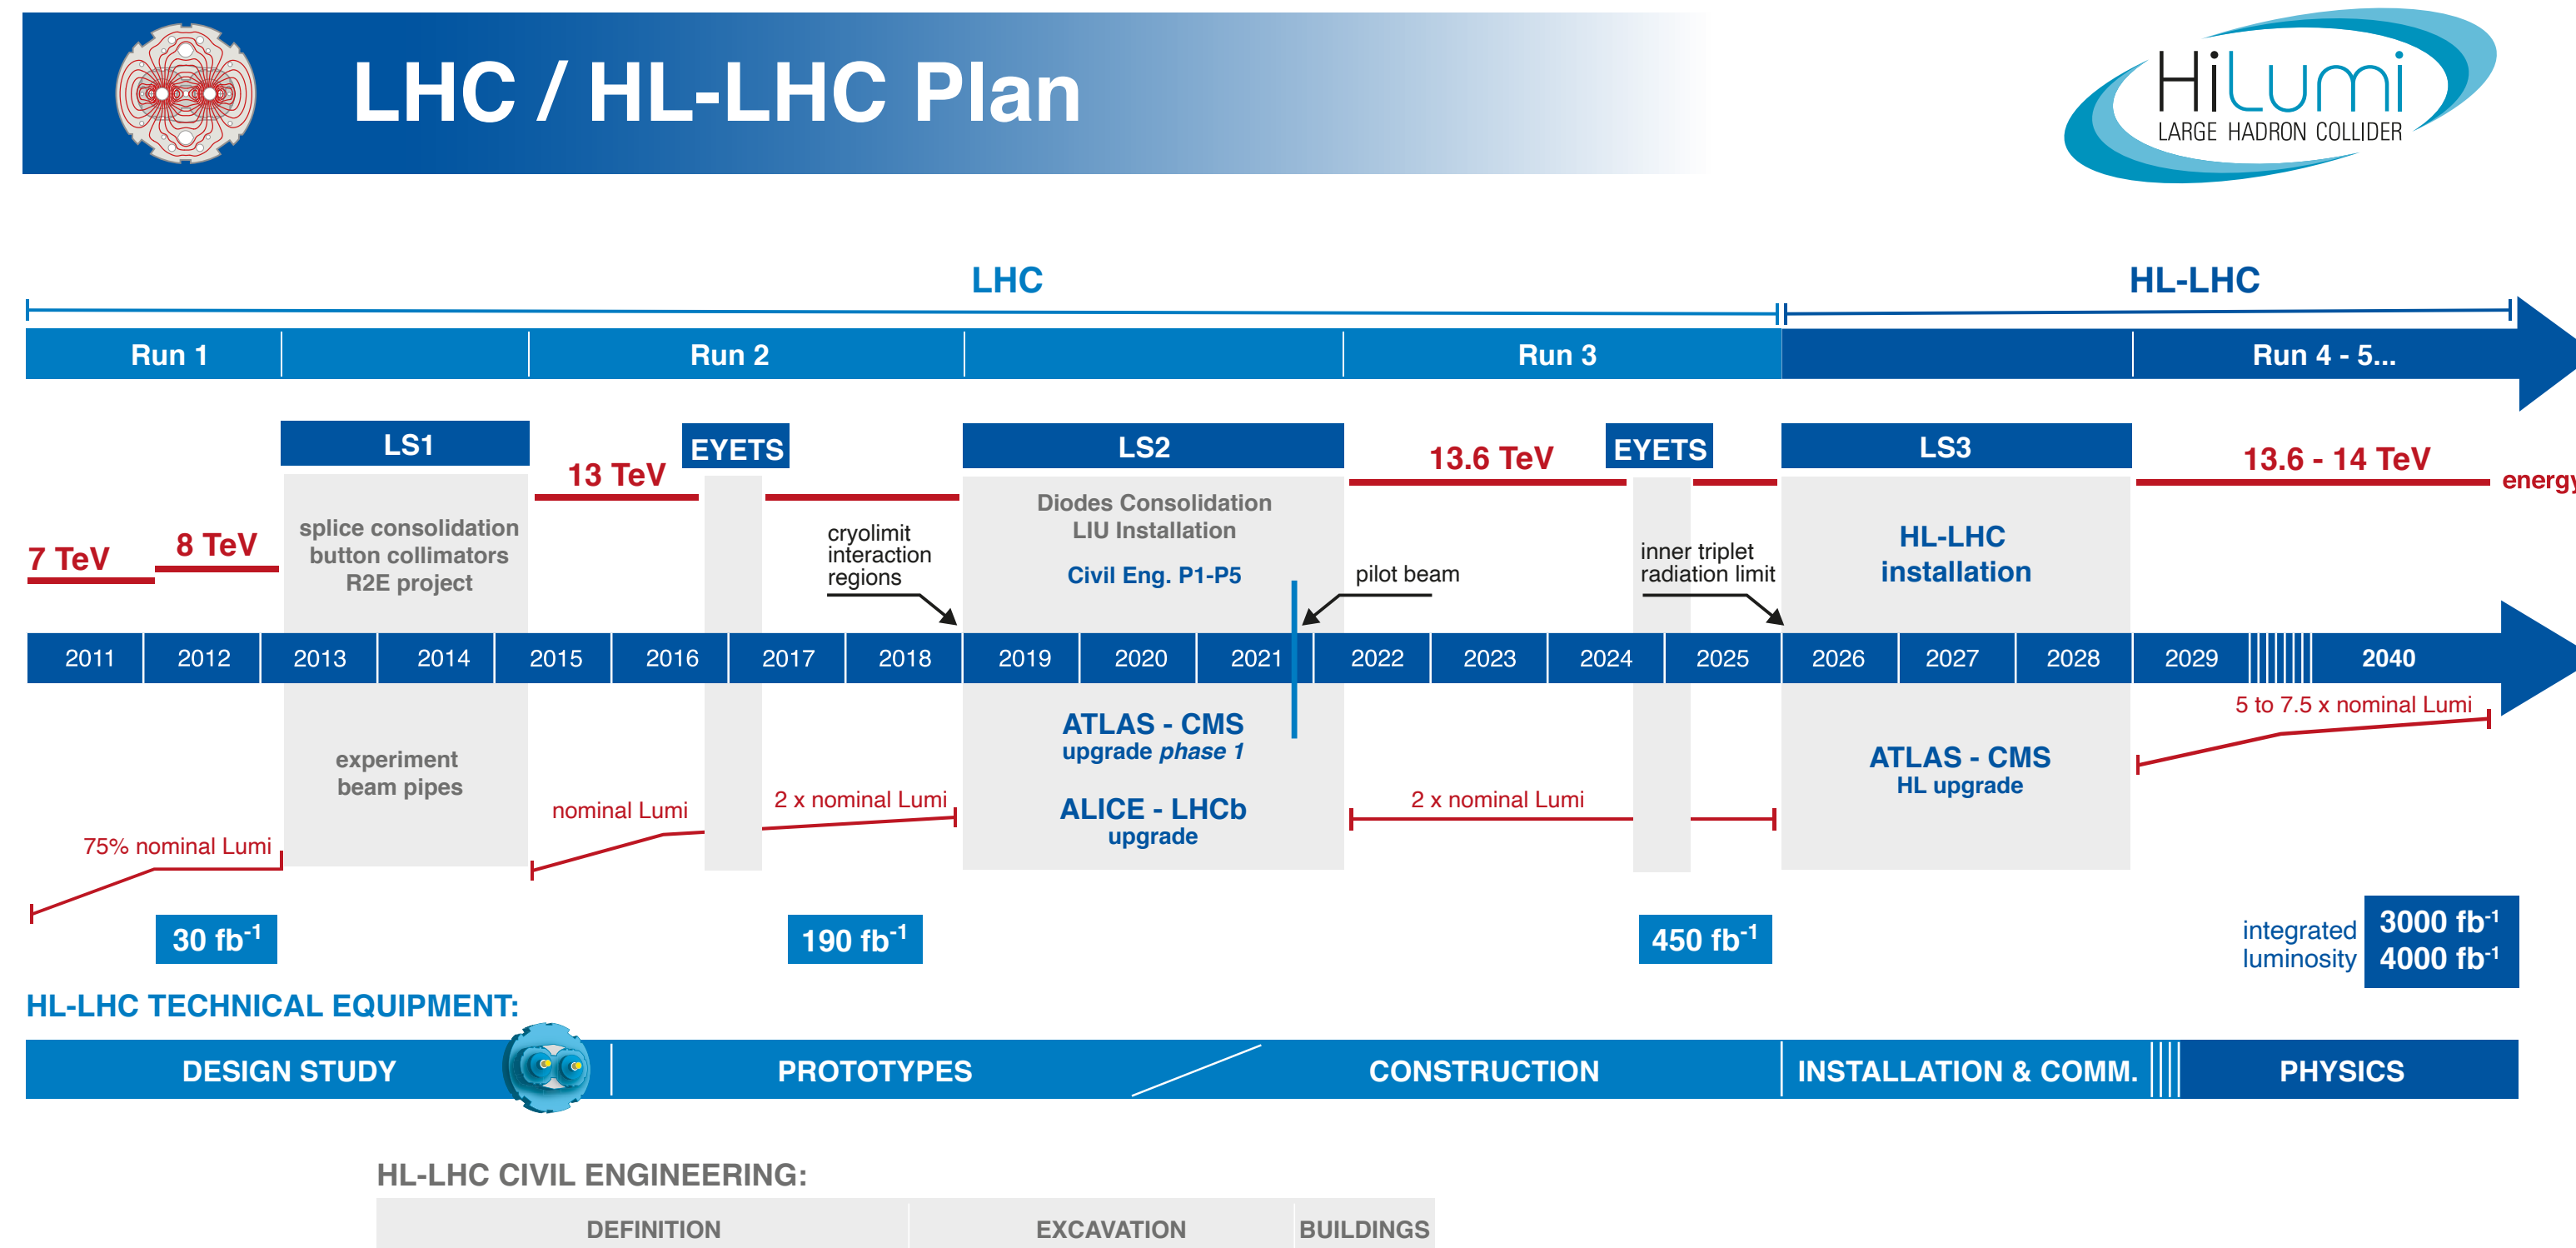 LHC / HL-LHC Plan
HiLumi
LARGE HADRON COLLIDER
LHC
HL-LHC
Run 1
Run 2
Run 3
Run 4 - 5...
LS1
EYETS
LS2
EYETS
LS3
13 TeV
13.6 TeV
13.6 - 14 TeV
energy
7 TeV
8 TeV
splice consolidation
button collimators
R2E project
cryolimit
interaction
regions
Diodes Consolidation
LIU Installation
Civil Eng. P1-P5
pilot beam
inner triplet
radiation limit
HL-LHC
installation
2011 2012 2013 2014 2015 2016 2017 2018 2019 2020 2021 2022 2023 2024 2025 2026 2027 2028 2029 2040
experiment
beam pipes
ATLAS - CMS
upgrade phase 1
ALICE - LHCb
upgrade
ATLAS - CMS
HL upgrade
75% nominal Lumi
nominal Lumi
2 x nominal Lumi
2 x nominal Lumi
5 to 7.5 x nominal Lumi
30 fb-1
190 fb-1
450 fb-1
integrated
luminosity
3000 fb-1
4000 fb-1
HL-LHC TECHNICAL EQUIPMENT:
DESIGN STUDY
PROTOTYPES
CONSTRUCTION
INSTALLATION & COMM.
PHYSICS
HL-LHC CIVIL ENGINEERING:
DEFINITION
EXCAVATION
BUILDINGS